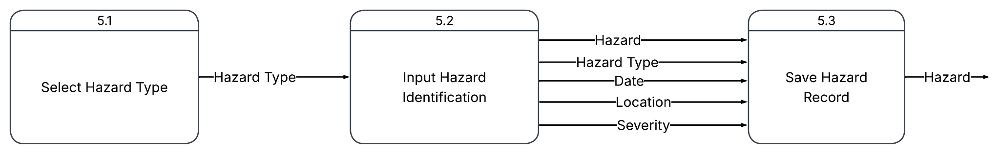 5.1
Select Hazard Type
Hazard Type
5.2
Input Hazard
Identification
Hazard
Hazard Type
Date
Location
Severity
5.3
Save Hazard
Record
Hazard